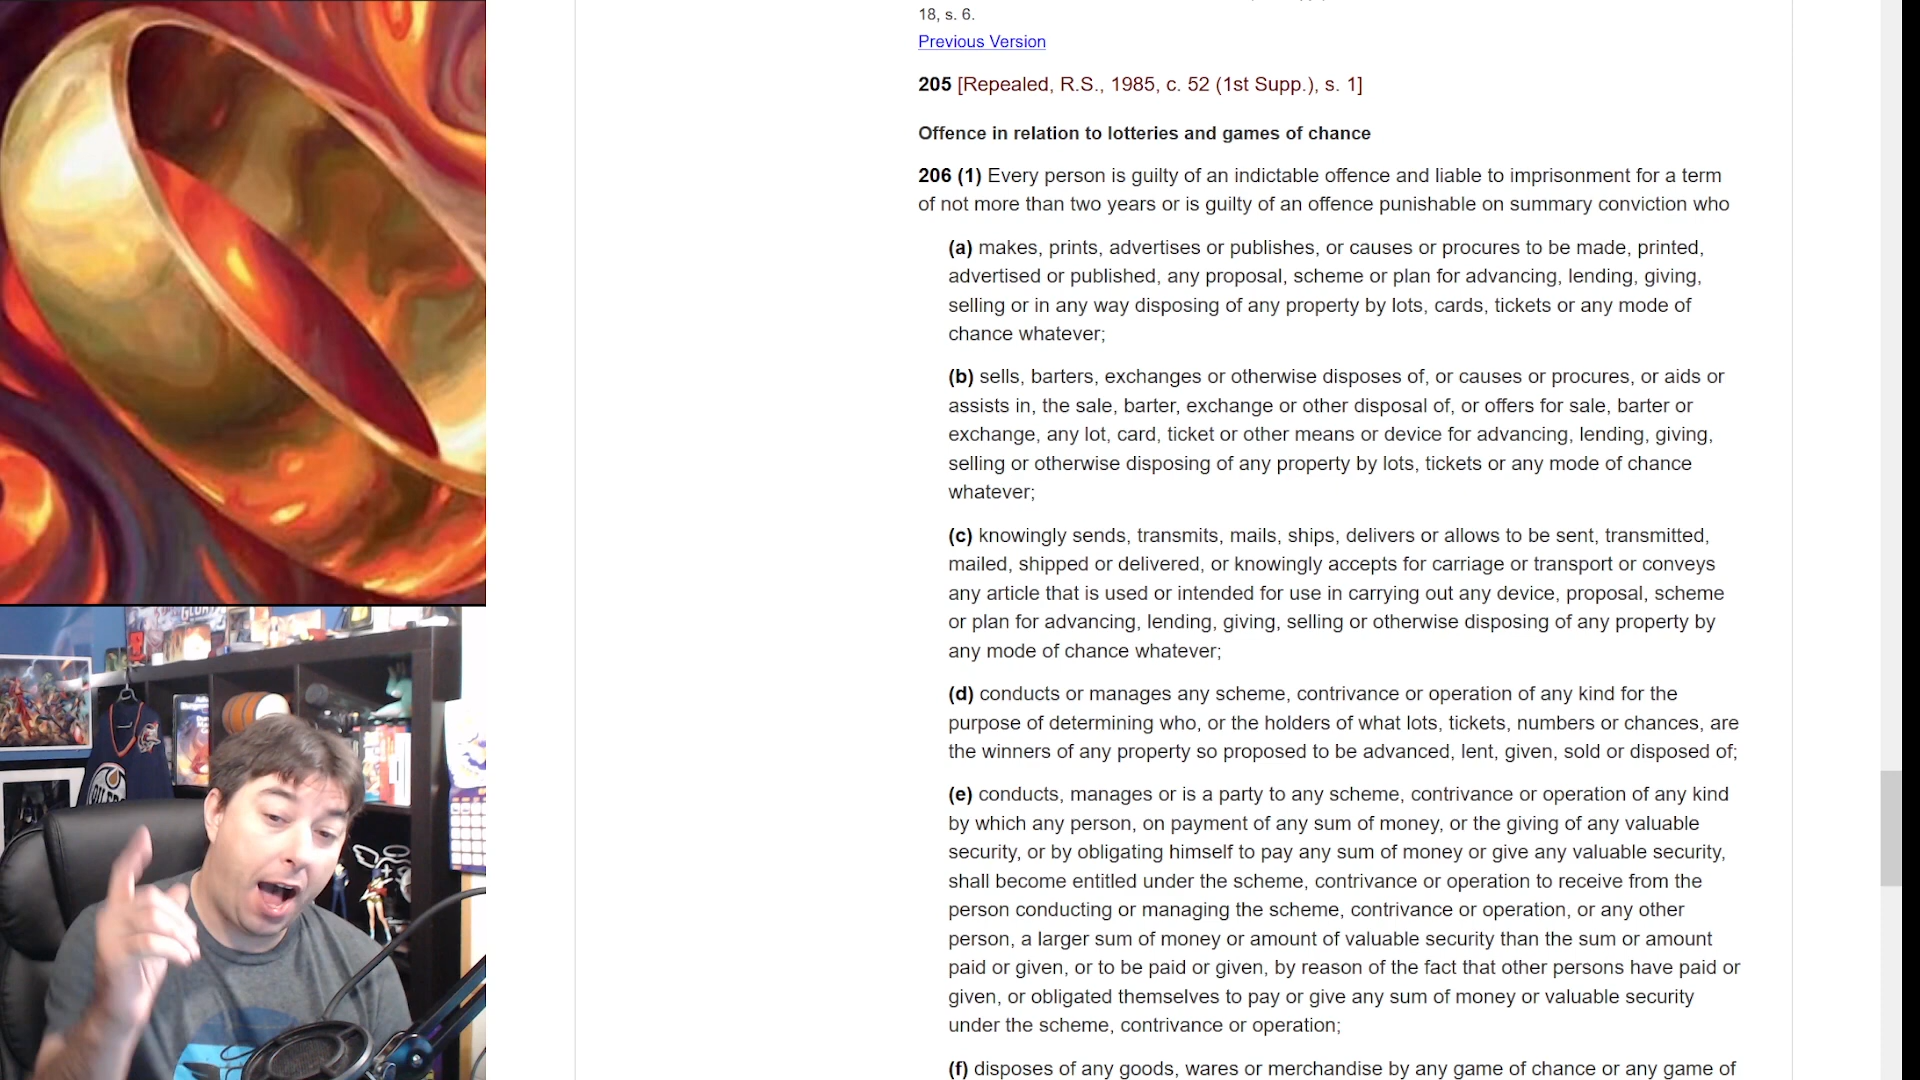 18, s. 6.
Previous Version
205 [Repealed, R.S., 1985, c. 52 (1st Supp.), s. 1]
Offence in relation to lotteries and games of chance
206 (1) Every person is guilty of an indictable offence and liable to imprisonment for a term
of not more than two years or is guilty of an offence punishable on summary conviction who
(a) makes, prints, advertises or publishes, or causes or procures to be made, printed,
advertised or published, any proposal, scheme or plan for advancing, lending, giving,
selling or in any way disposing of any property by lots, cards, tickets or any mode of
chance whatever;
(b) sells, barters, exchanges or otherwise disposes of, or causes or procures, or aids or
assists in, the sale, barter, exchange or other disposal of, or offers for sale, barter or
exchange, any lot, card, ticket or other means or device for advancing, lending, giving,
selling or otherwise disposing of any property by lots, tickets or any mode of chance
whatever;
(c) knowingly sends, transmits, mails, ships, delivers or allows to be sent, transmitted,
mailed, shipped or delivered, or knowingly accepts for carriage or transport or conveys
any article that is used or intended for use in carrying out any device, proposal, scheme
or plan for advancing, lending, giving, selling or otherwise disposing of any property by
any mode of chance whatever;
(d) conducts or manages any scheme, contrivance or operation of any kind for the
purpose of determining who, or the holders of what lots, tickets, numbers or chances, are
the winners of any property so proposed to be advanced, lent, given, sold or disposed of;
(e) conducts, manages or is a party to any scheme, contrivance or operation of any kind
by which any person, on payment of any sum of money, or the giving of any valuable
security, or by obligating himself to pay any sum of money or give any valuable security,
shall become entitled under the scheme, contrivance or operation to receive from the
person conducting or managing the scheme, contrivance or operation, or any other
person, a larger sum of money or amount of valuable security than the sum or amount
paid or given, or to be paid or given, by reason of the fact that other persons have paid or
given, or obligated themselves to pay or give any sum of money or valuable security
under the scheme, contrivance or operation;
(f) disposes of any goods, wares or merchandise by any game of chance or any game of